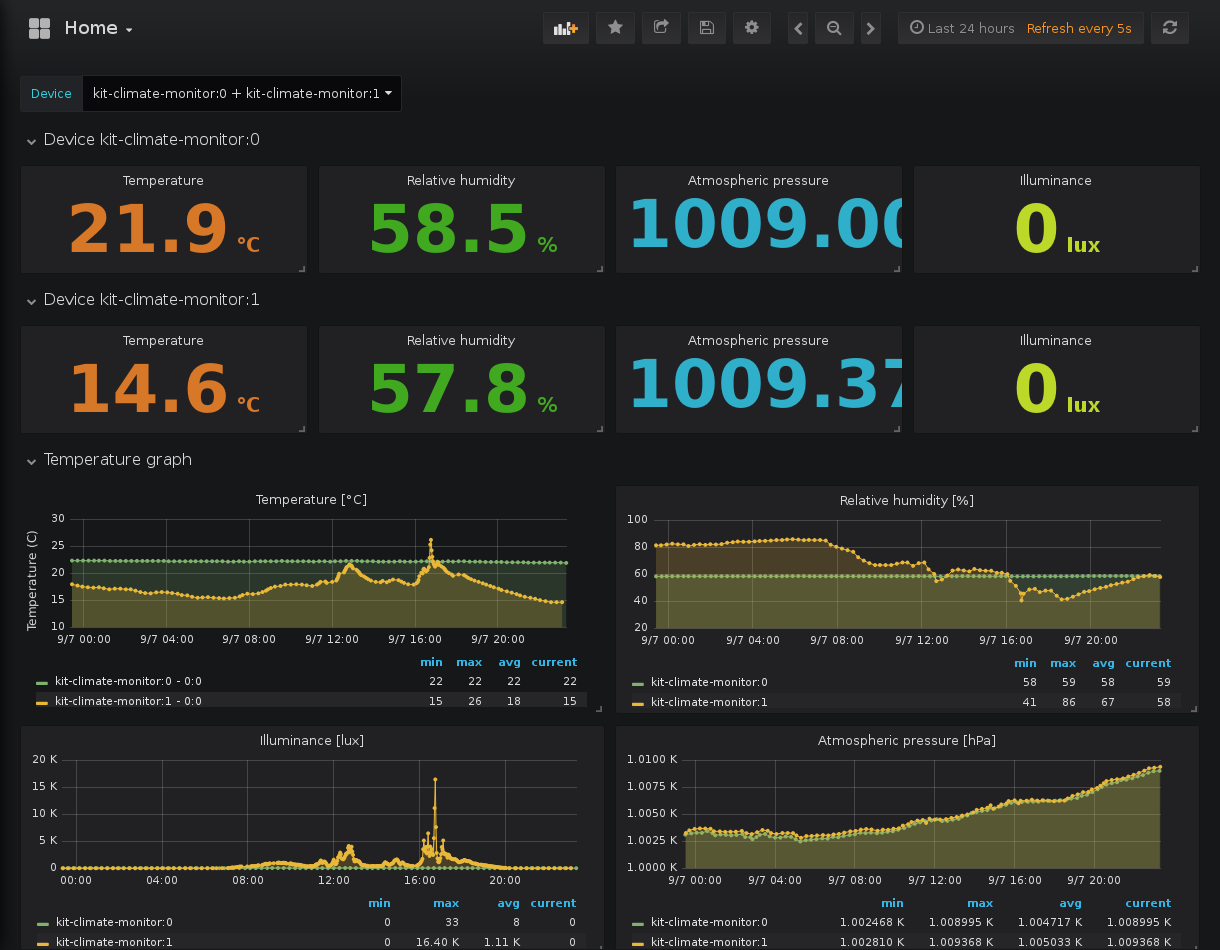 Home
Last 24 hours Refresh every 5s
Device kit-climate-monitor:0 + kit-climate-monitor:1
Device kit-climate-monitor:0
Temperature Relative humidity Atmospheric pressure Illuminance
21.9 °C 58.5 % 1009.00 0 lux
Device kit-climate-monitor:1
Temperature Relative humidity Atmospheric pressure Illuminance
14.6 °C 57.8 % 1009.37 0 lux
Temperature graph
Temperature [°C]
Temperature (C)
30
25
20
15
10
9/7 00:00 9/7 04:00 9/7 08:00 9/7 12:00 9/7 16:00 9/7 20:00
min max avg current
kit-climate-monitor:0 - 0:0 22 22 22 22
kit-climate-monitor:1 - 0:0 15 26 18 15
Relative humidity [%]
100
80
60
40
20
9/7 00:00 9/7 04:00 9/7 08:00 9/7 12:00 9/7 16:00 9/7 20:00
min max avg current
kit-climate-monitor:0 58 59 58 59
kit-climate-monitor:1 41 86 67 58
Illuminance [lux]
20 K
15 K
10 K
5 K
0
00:00 04:00 08:00 12:00 16:00 20:00
min max avg current
kit-climate-monitor:0 0 33 8 0
kit-climate-monitor:1 0 16.40 K 1.11 K 0
Atmospheric pressure [hPa]
1.0100 K
1.0075 K
1.0050 K
1.0025 K
1.0000 K
9/7 00:00 9/7 04:00 9/7 08:00 9/7 12:00 9/7 16:00 9/7 20:00
min max avg current
kit-climate-monitor:0 1.002468 K 1.008995 K 1.004717 K 1.008995 K
kit-climate-monitor:1 1.002810 K 1.009368 K 1.005033 K 1.009368 K